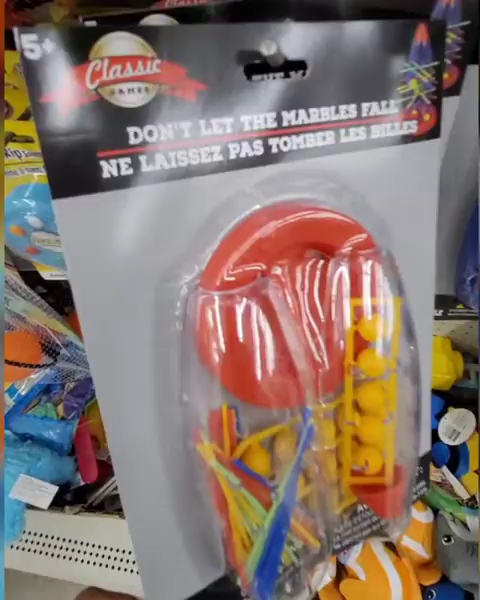 5+
Classic
GAMES
DON'T LET THE MARBLES FALL
NE LAISSEZ PAS TOMBER LES BILLES